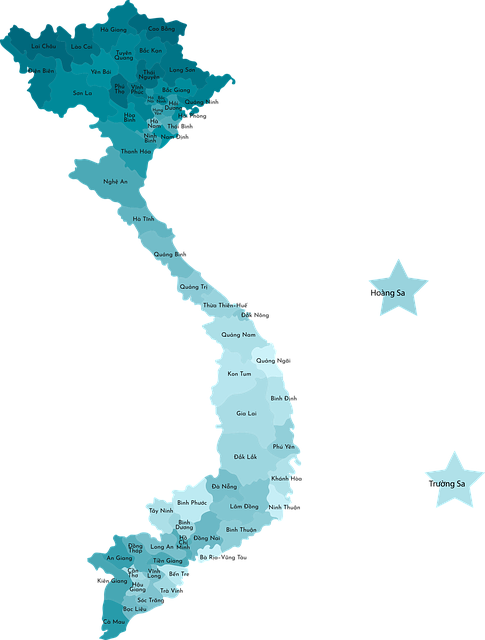 Hà Giang
Cao Bằng
Lai Châu
Lào Cai
Bắc Kạn
Tuyên
Quang
Điện Biên
Yên Bái
Thái
Nguyên
Lạng Sơn
Sơn La
Phú
Thọ
Vĩnh
Phúc
Bắc Giang
Quảng Ninh
Hải
Dương
Hưng
Yên
Hải Phòng
Hòa
Bình
Hà
Nam
Thái Bình
Ninh
Bình
Nam Định
Thanh Hóa
Nghệ An
Hà Tĩnh
Quảng Bình
Quảng Trị
Hoàng Sa
Thừa Thiên-Huế
Đắk Nông
Quảng Nam
Quảng Ngãi
Kon Tum
Bình Định
Gia Lai
Phú Yên
Đắk Lắk
Khánh Hòa
Trường Sa
Đà Nẵng
Bình Phước
Lâm Đồng
Ninh Thuận
Tây Ninh
Bình
Dương
Bình Thuận
Hồ
Chí
Minh
Đồng Nai
Đồng
Tháp
Long An
Bà Rịa-Vũng Tàu
An Giang
Tiền Giang
Cần
Thơ
Vĩnh
Long
Bến Tre
Kiên Giang
Hậu
Giang
Trà Vinh
Sóc Trăng
Bạc Liêu
Cà Mau